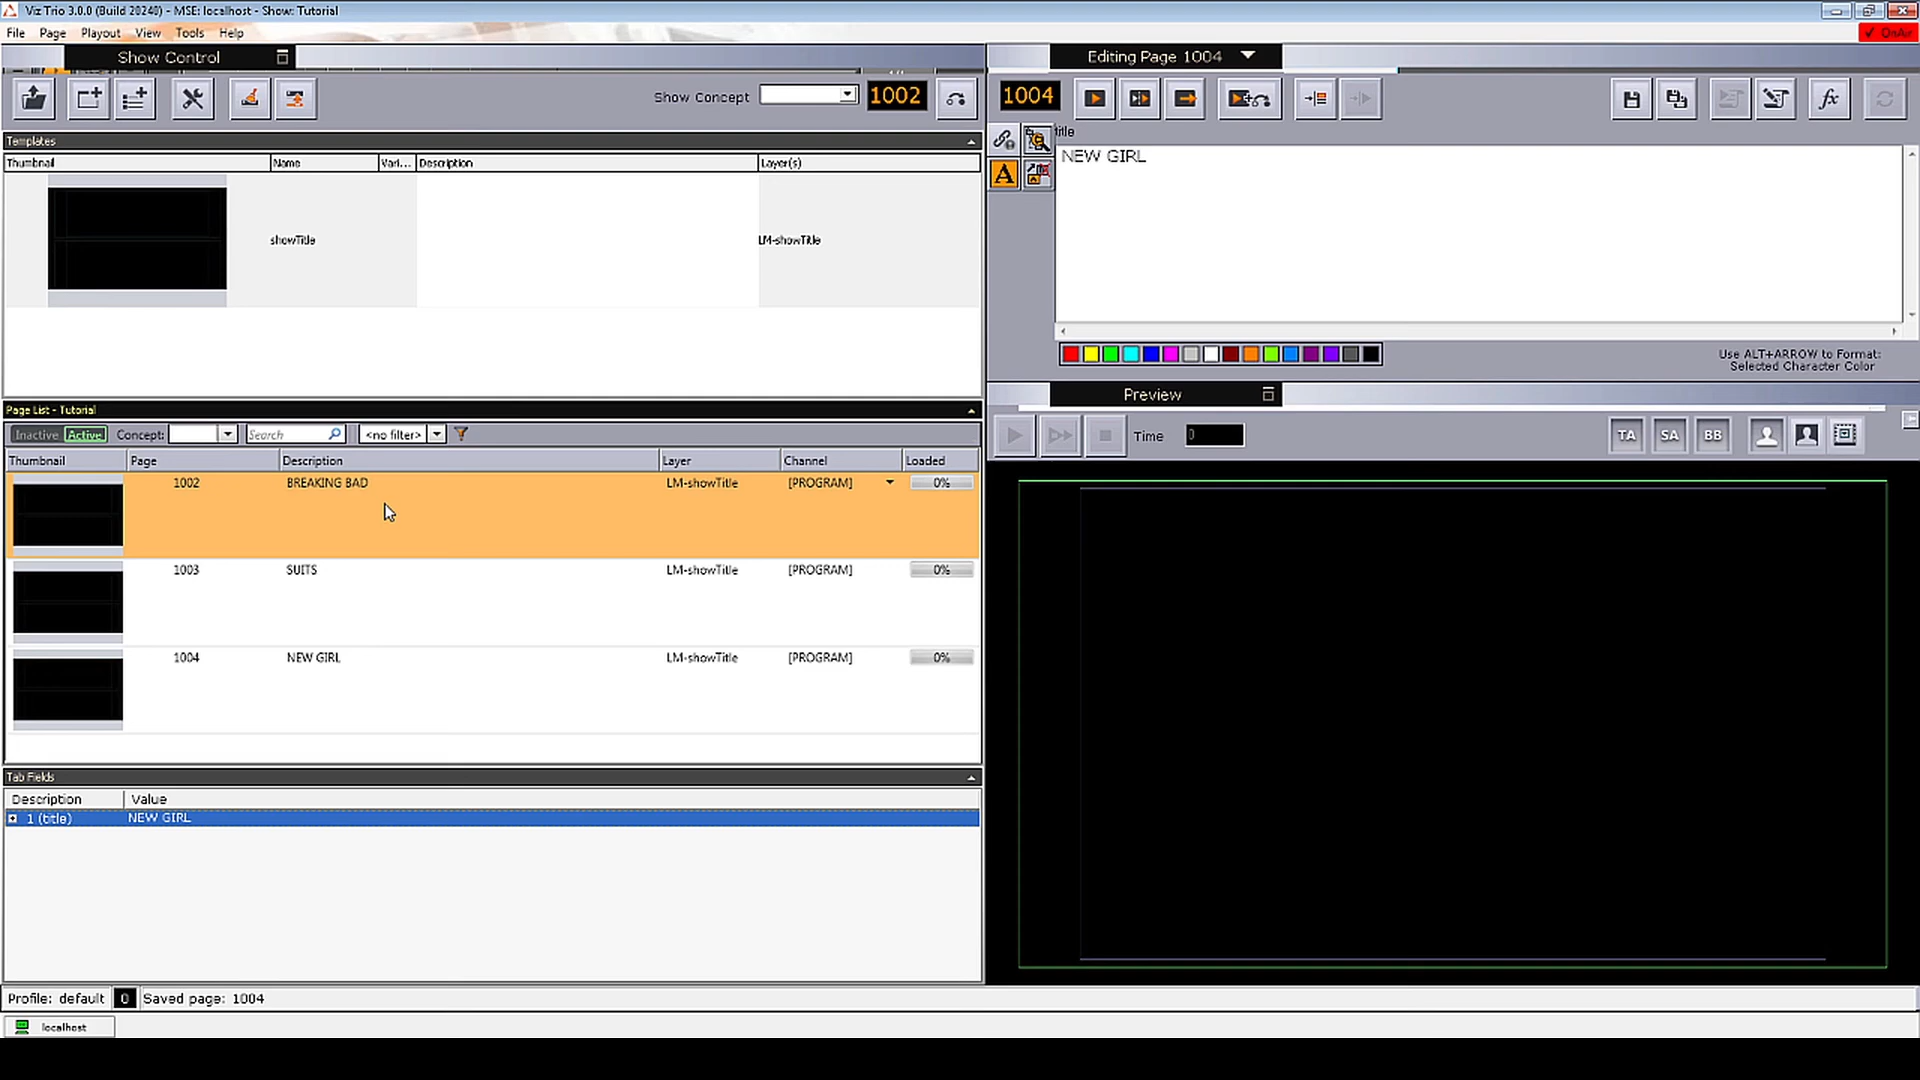 Viz Trio 3.0.0 (Build 20240) - MSE: localhost - Show: Tutorial
File Page Playout View Tools Help
✓ OnAir
Show Control
Editing Page 1004
Show Concept
1002
1004
fx
Templates
title
Thumbnail Name Vari... Description Layer(s)
NEW GIRL
A
showTitle LM-showTitle
Use ALT+ARROW to Format:
Selected Character Color
Preview
Page List - Tutorial
Inactive Active Concept: Search <no filter>
Time 0
TA SA BB
Thumbnail Page Description Layer Channel Loaded
1002 BREAKING BAD LM-showTitle [PROGRAM] 0%
1003 SUITS LM-showTitle [PROGRAM] 0%
1004 NEW GIRL LM-showTitle [PROGRAM] 0%
Tab Fields
Description Value
1 (title) NEW GIRL
Profile: default 0 Saved page: 1004
localhost